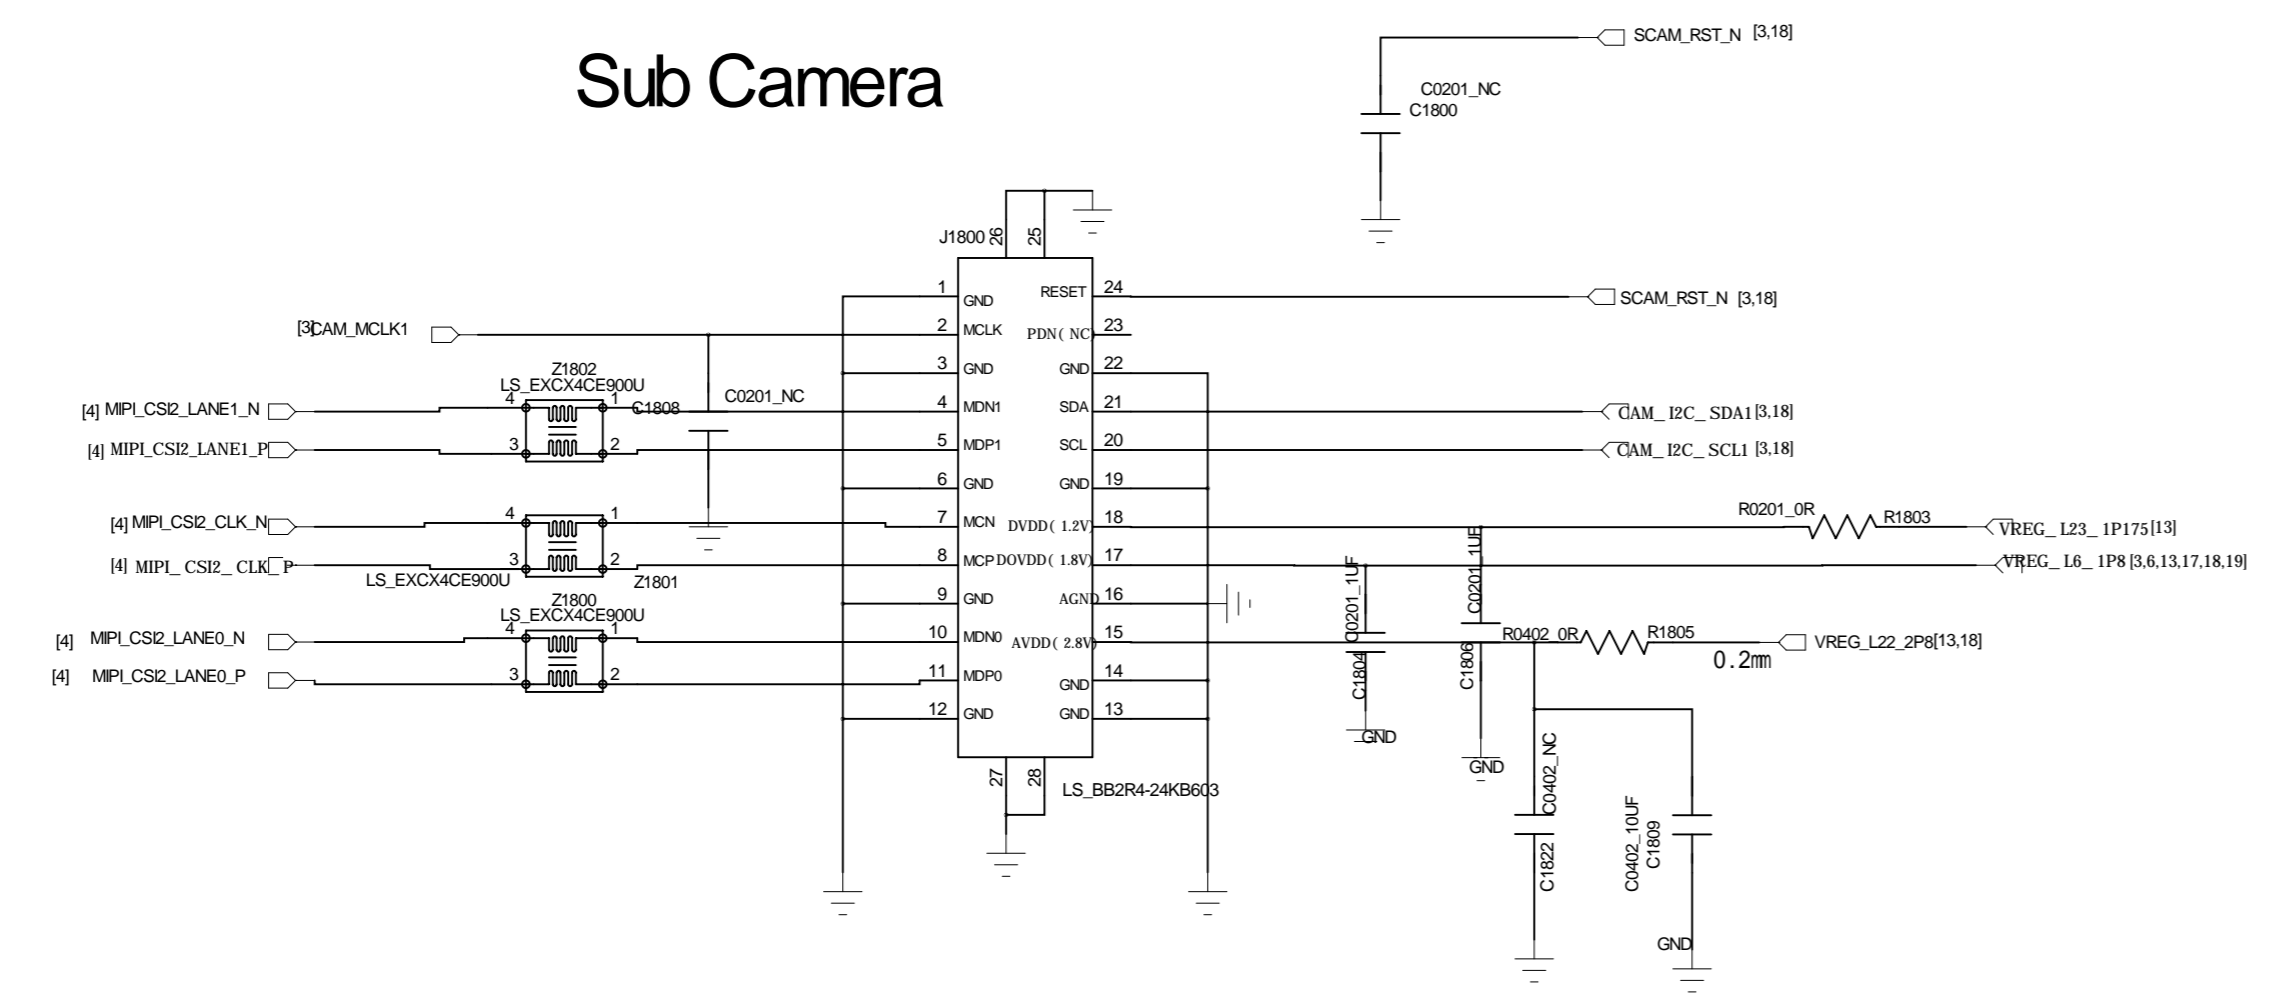 Sub Camera
SCAM_RST_N [3,18]
C0201_NC
C1800
J1800
26
25
1
GND
RESET
24
SCAM_RST_N [3,18]
[3]
CAM_MCLK1
2
MCLK
PDN( NC)
23
Z1802
LS_EXCX4CE900U
3
GND
GND
22
[4] MIPI_CSI2_LANE1_N
4
1
C1808
C0201_NC
4
MDN1
SDA
21
CAM_ I2C_ SDA1 [3,18]
[4] MIPI_CSI2_LANE1_P
3
2
5
MDP1
SCL
20
CAM_ I2C_ SCL1 [3,18]
6
GND
GND
19
[4] MIPI_CSI2_CLK_N
4
1
7
MCN
DVDD( 1.2V)
18
R0201_0R
R1803
VREG_ L23_ 1P175 [13]
[4] MIPI_ CSI2_ CLK_ P
3
2
LS_EXCX4CE900U
Z1801
8
MCP
DOVDD( 1.8V)
17
VREG_ L6_ 1P8 [3,6,13,17,18,19]
Z1800
LS_EXCX4CE900U
9
GND
AGND
16
C0201_1UF
C1804
GND
C0201_1UF
C1806
GND
[4] MIPI_CSI2_LANE0_N
4
1
10
MDN0
AVDD( 2.8V)
15
R0402_0R
R1805
VREG_L22_2P8[13,18]
0.2mm
[4] MIPI_CSI2_LANE0_P
3
2
11
MDP0
GND
14
12
GND
GND
13
27
28
LS_BB2R4-24KB603
C0402_NC
C1822
C0402_10UF
C1809
GND